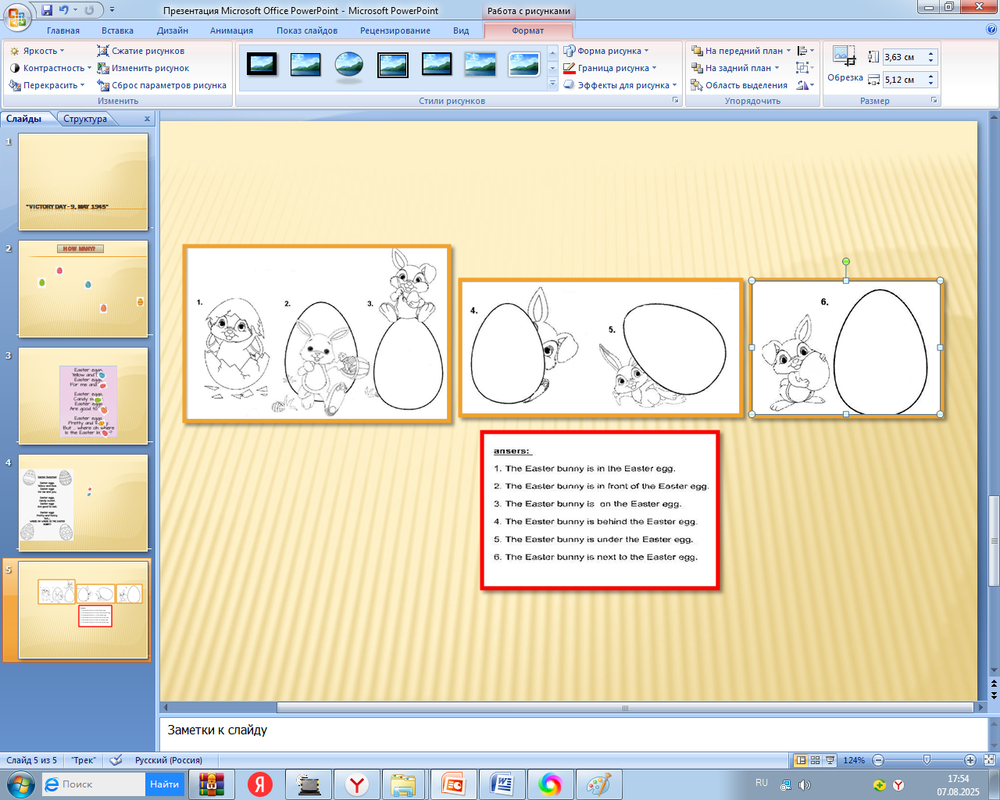 Презентация Microsoft Office PowerPoint - Microsoft PowerPoint
Работа с рисунками
Главная
Вставка
Дизайн
Анимация
Показ слайдов
Рецензирование
Вид
Формат
Яркость
Контрастность
Перекрасить
Сжатие рисунков
Изменить рисунок
Сброс параметров рисунка
Изменить
Стили рисунков
Форма рисунка
Граница рисунка
Эффекты для рисунка
На передний план
На задний план
Область выделения
Упорядочить
Обрезка
3,63 см
5,12 см
Размер
Слайды
Структура
x
1
"VICTORY DAY - 9, MAY 1945"
2
HOW MANY?
3
Easter eggs
Yellow and
Easter eggs
For me and
Easter eggs
Candy
Easter eggs
Are good to
Easter eggs
Pretty and
But .. where oh where
Is the Easter
4
5
1.
2.
3.
4.
5.
6.
ansers:
1. The Easter bunny is in the Easter egg.
2. The Easter bunny is in front of the Easter egg.
3. The Easter bunny is on the Easter egg.
4. The Easter bunny is behind the Easter egg.
5. The Easter bunny is under the Easter egg.
6. The Easter bunny is next to the Easter egg.
Заметки к слайду
Слайд 5 из 5
"Трек"
Русский (Россия)
124%
Поиск
Найти
RU
17:54
07.08.2025